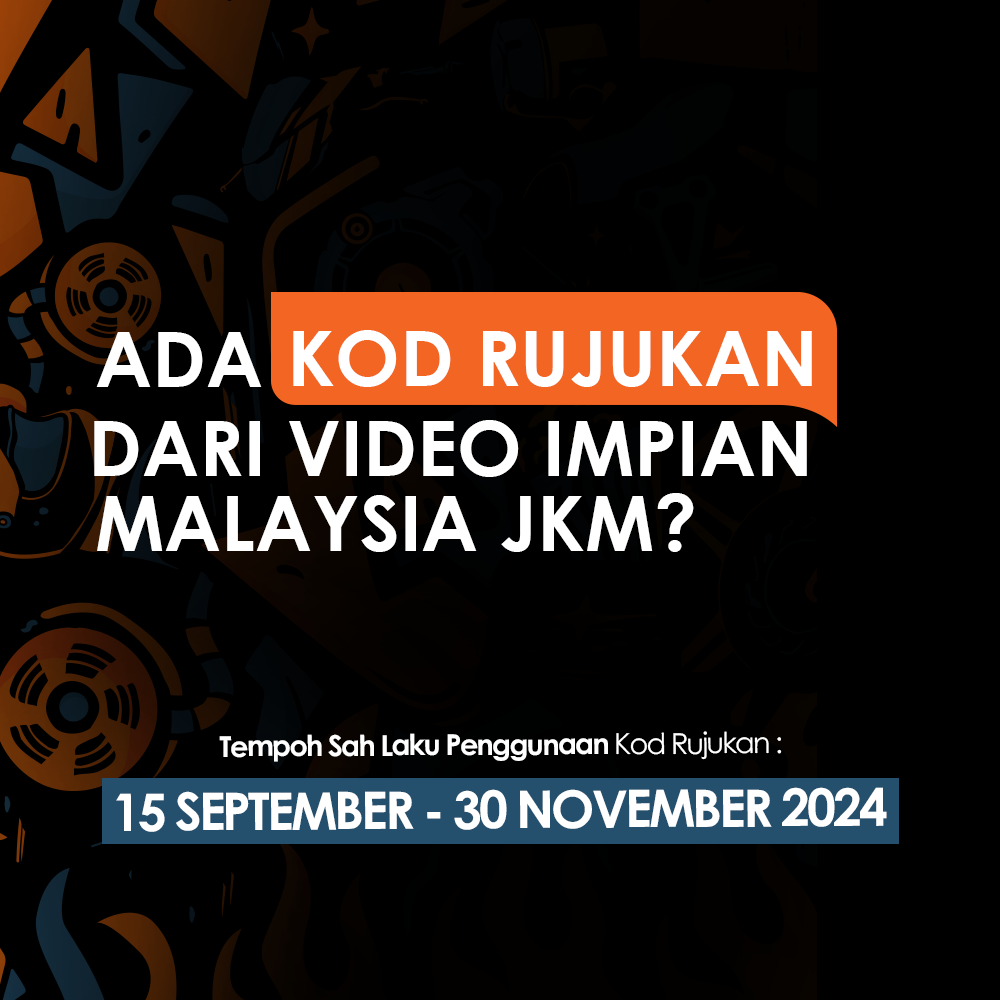 ADA KOD RUJUKAN
DARI VIDEO IMPIAN
MALAYSIA JKM?
Tempoh Sah Laku Penggunaan Kod Rujukan :
15 SEPTEMBER - 30 NOVEMBER 2024